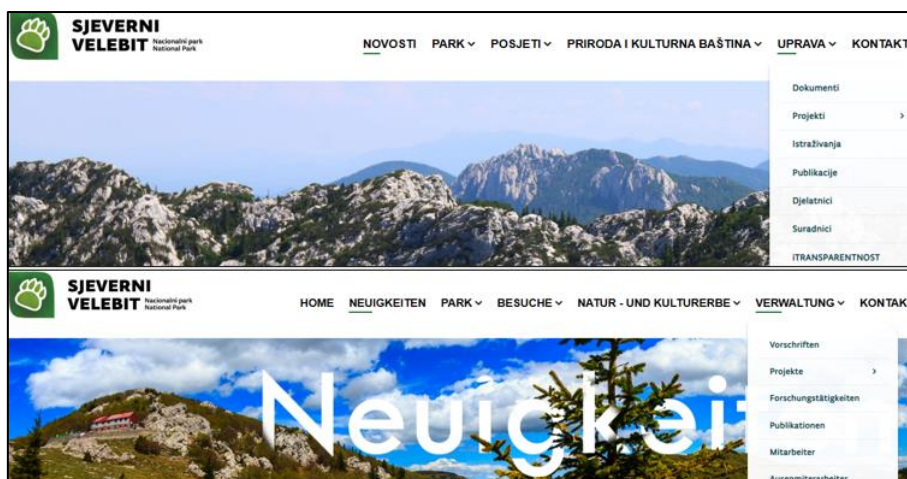 SJEVERNI
VELEBIT Nacionalni park
National Park
NOVOSTI PARK POSJETI PRIRODA I KULTURNA BAŠTINA UPRAVA KONTAKT
Dokumenti
Projekti
Istraživanja
Publikacije
Djelatnici
Suradnici
iTRANSPARENTNOST
SJEVERNI
VELEBIT Nacionalni park
National Park
HOME NEUIGKEITEN PARK BESUCHE NATUR - UND KULTURERBE VERWALTUNG KONTAK
Neuigkeiten
Vorschriften
Projekte
Forschungstätigkeiten
Publikationen
Mitarbeiter
Ausenmiterarbeiter